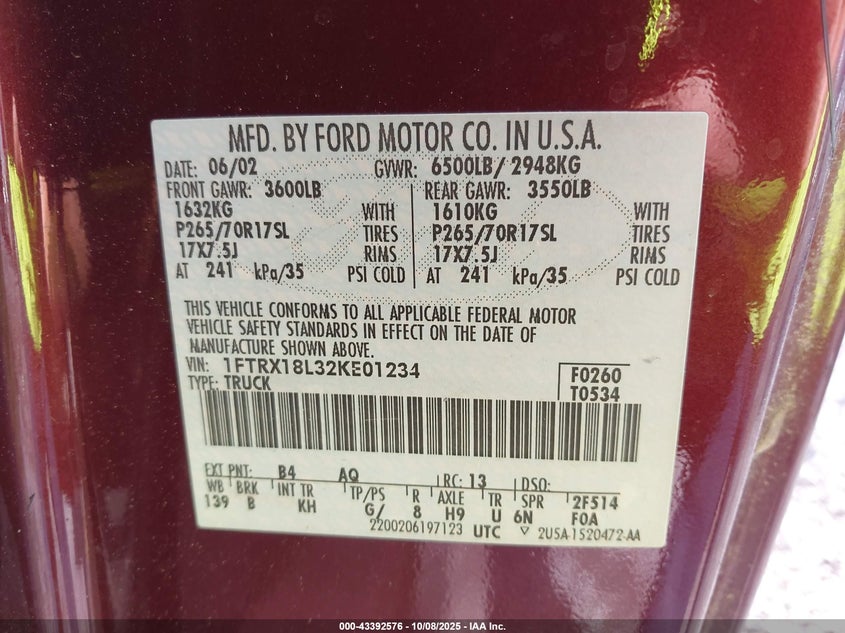 MFD. BY FORD MOTOR CO. IN U.S.A.
DATE: 06/02 GVWR: 6500LB/ 2948KG
FRONT GAWR: 3600LB REAR GAWR: 3550LB
1632KG WITH 1610KG WITH
P265/70R17SL TIRES P265/70R17SL TIRES
17X7.5J RIMS 17X7.5J RIMS
AT 241 kPa/35 PSI COLD AT 241 kPa/35 PSI COLD
THIS VEHICLE CONFORMS TO ALL APPLICABLE FEDERAL MOTOR
VEHICLE SAFETY STANDARDS IN EFFECT ON THE DATE OF
MANUFACTURE SHOWN ABOVE.
VIN: 1FTRX18L32KE01234 F0260
TYPE: TRUCK T0534
EXT PNT: B4 AQ RC: 13 DSO:
WB BRK INT TR TP/PS R AXLE TR SPR 2F514
139 B KH G/ 8 H9 U 6N F0A
2200206197123 UTC ▽ 2USA-1520472-AA
000-43392576 - 10/08/2025 - IAA Inc.